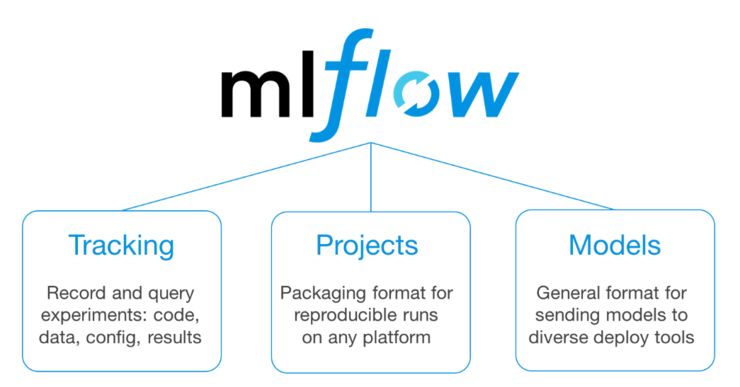 mlflow
Tracking
Record and query
experiments: code,
data, config, results
Projects
Packaging format for
reproducible runs
on any platform
Models
General format for
sending models to
diverse deploy tools